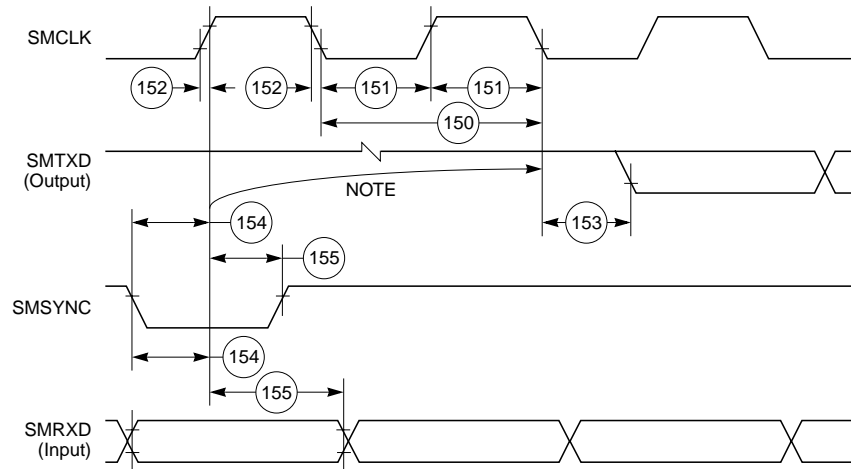 SMCLK
152
152
151
151
150
SMTXD
(Output)
NOTE
154
153
155
SMSYNC
154
155
SMRXD
(Input)